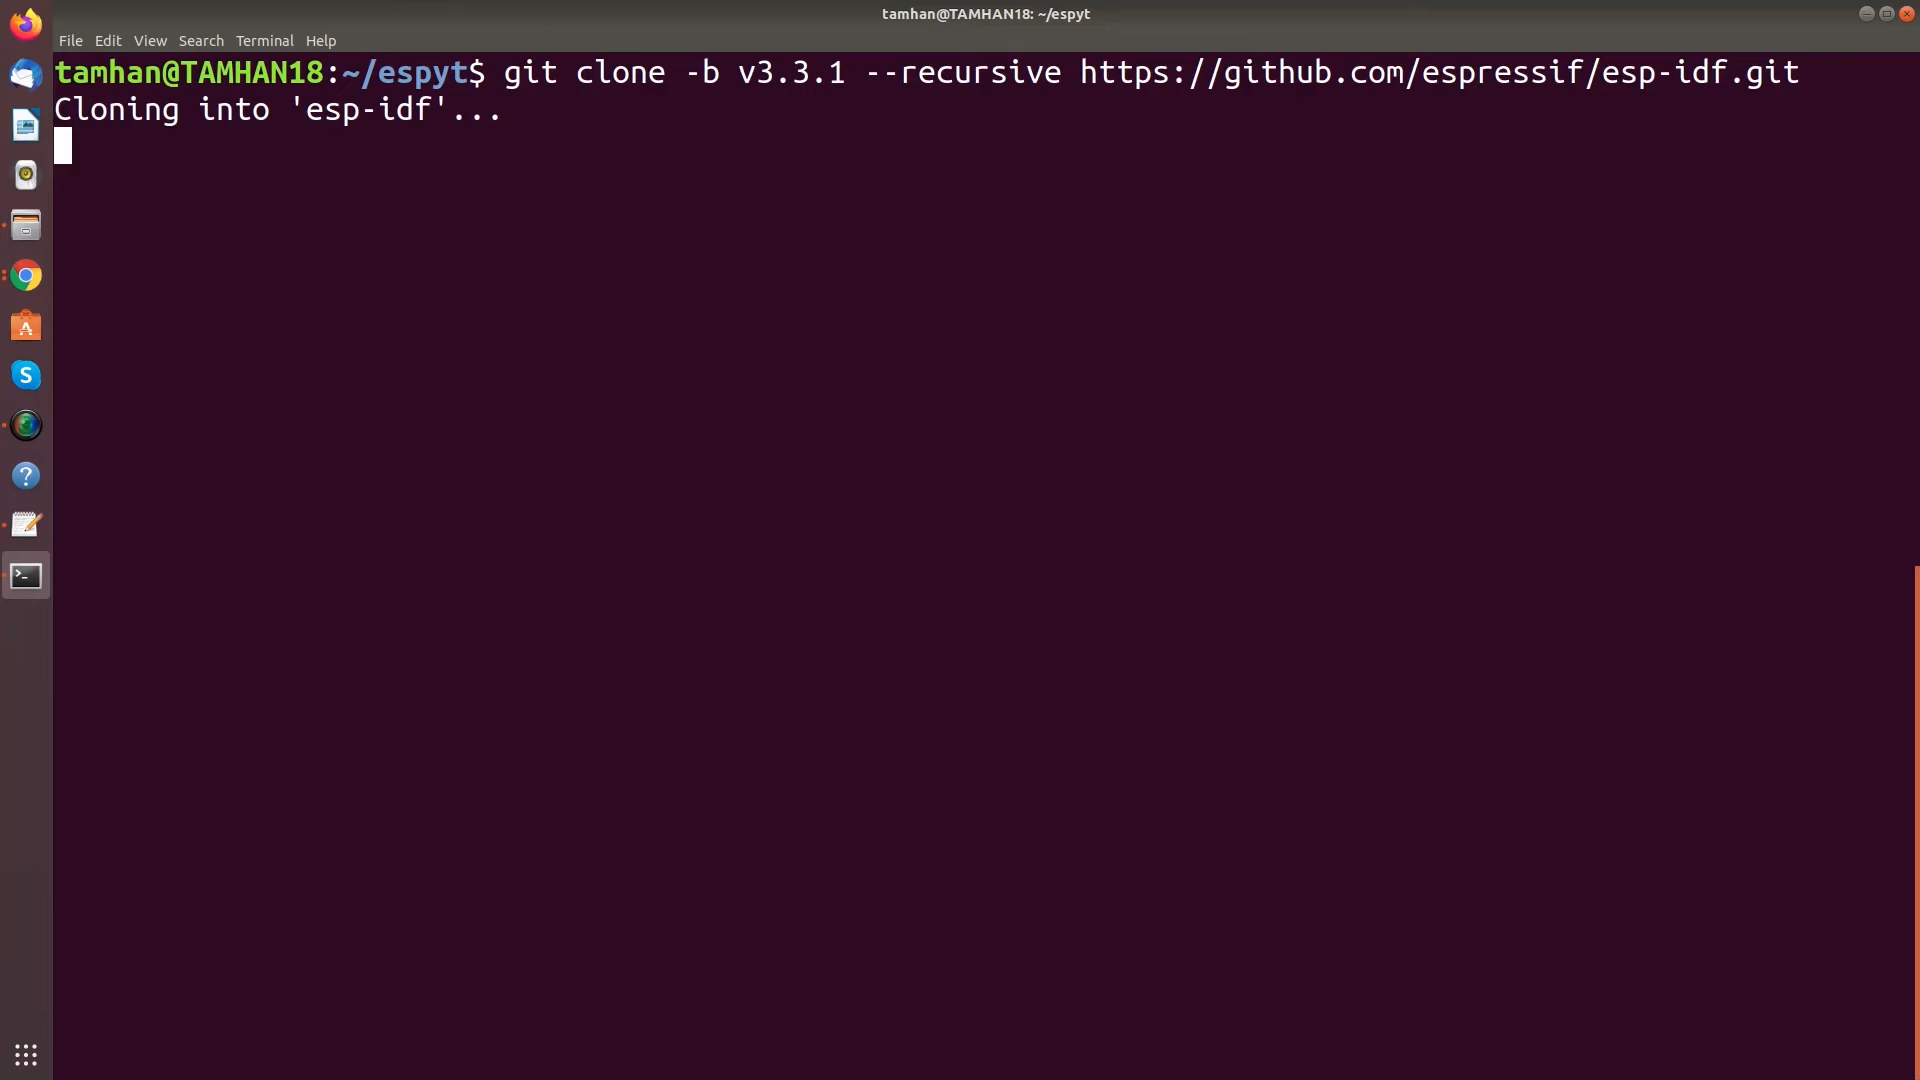 tamhan@TAMHAN18: ~/espyt
File Edit View Search Terminal Help
tamhan@TAMHAN18:~/espyt$ git clone -b v3.3.1 --recursive https://github.com/espressif/esp-idf.git
Cloning into 'esp-idf'...